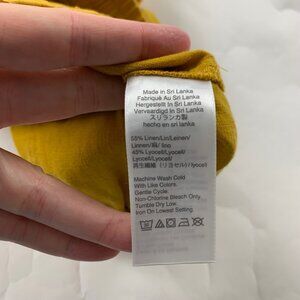 Made in Sri Lanka
Fabriqué Au Sri Lanka
Hergestellt In Sri Lanka
Vervaardigd In Sri Lanka
スリランカ製
hecho en sri lanka
55% Linen/Lin/Leinen/
Linnen/麻/ lino
45% Lyocell/Lyocell/
Lyocell/Lyocell/
再生繊維 (リヨセル) /lyocell
Machine Wash Cold
With Like Colors.
Gentle Cycle.
Non-Chlorine Bleach Only
Tumble Dry Low.
Iron On Lowest Setting.